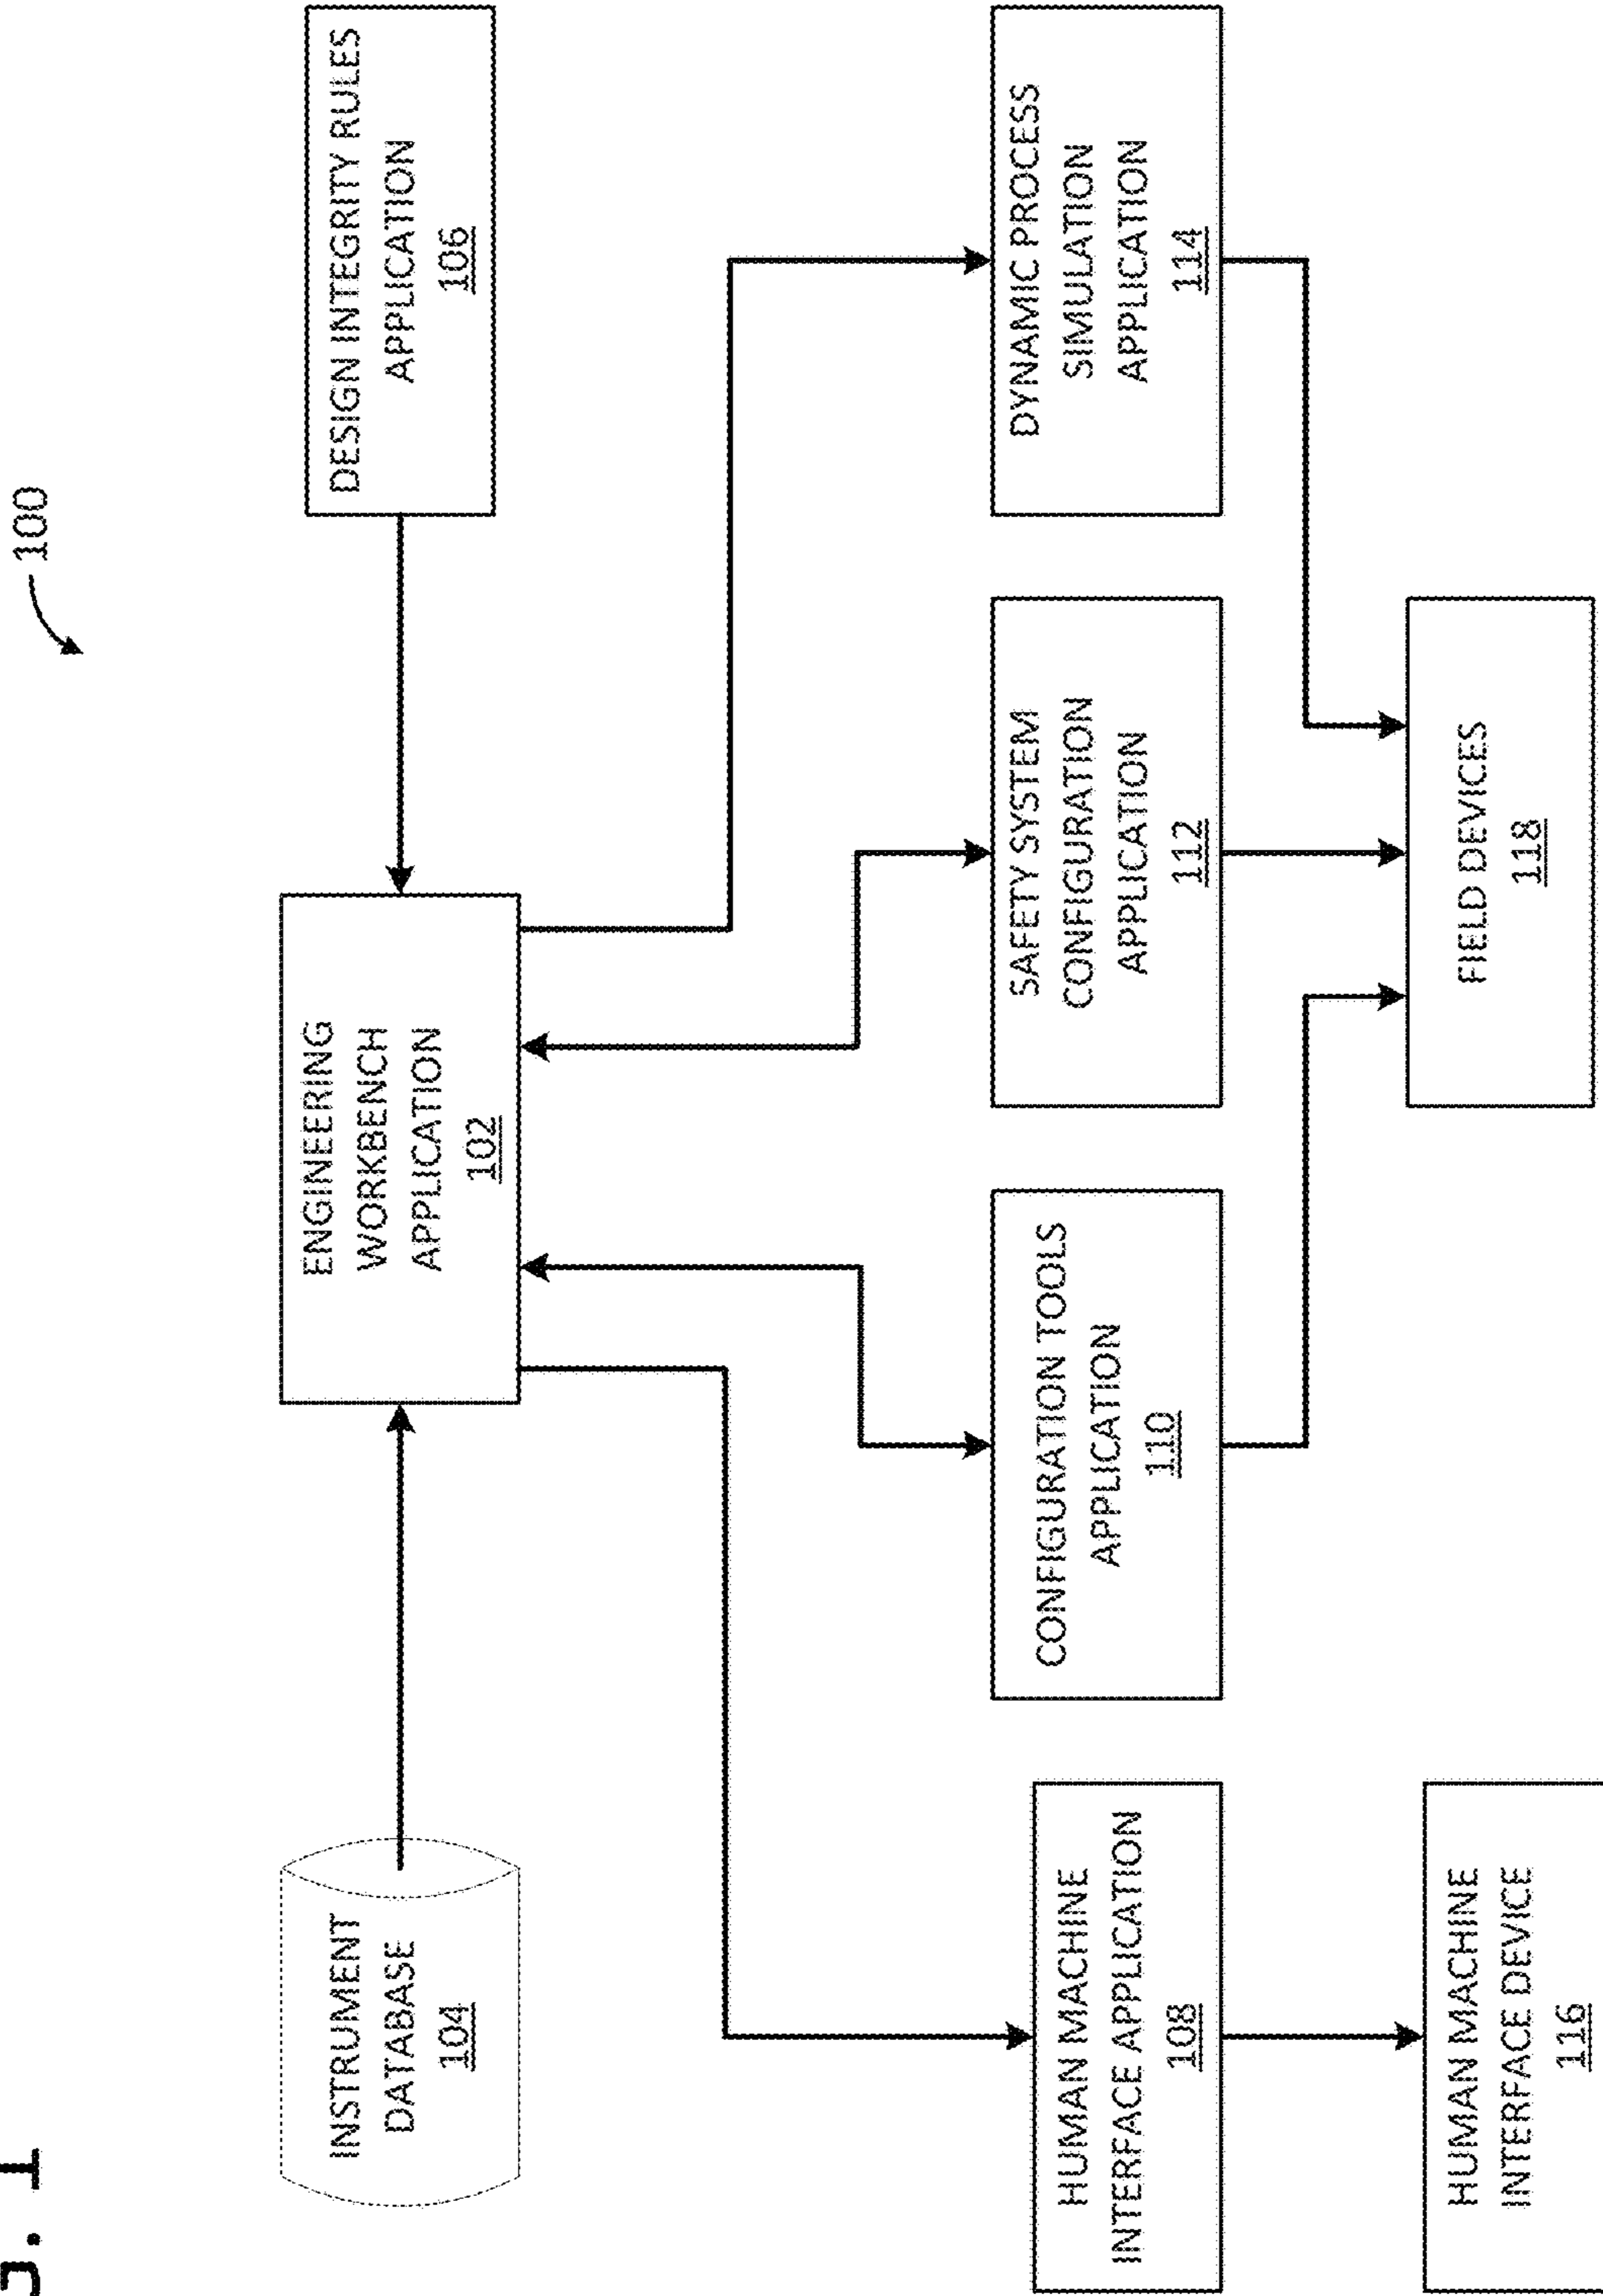 G. 1
100
INSTRUMENT
DATABASE
104
ENGINEERING
WORKBENCH
APPLICATION
102
DESIGN INTEGRITY RULES
APPLICATION
106
HUMAN MACHINE
INTERFACE APPLICATION
108
CONFIGURATION TOOLS
APPLICATION
110
SAFETY SYSTEM
CONFIGURATION
APPLICATION
112
DYNAMIC PROCESS
SIMULATION
APPLICATION
114
HUMAN MACHINE
INTERFACE DEVICE
116
FIELD DEVICES
118